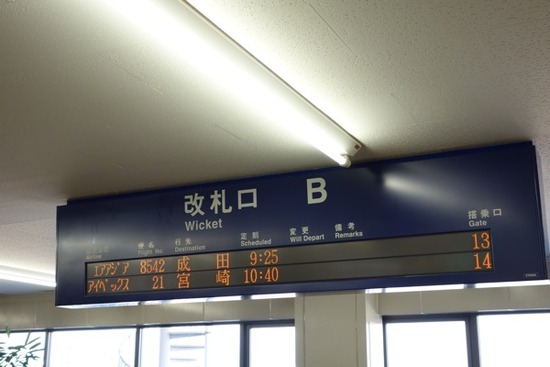 改札口 B
Wicket
便名 行先 定刻 変更 備考 搭乗口
Flight No. Destination Scheduled Will Depart Remarks Gate
エアアジア 8542 成田 9:25 13
アイベックス 21 宮崎 10:40 14